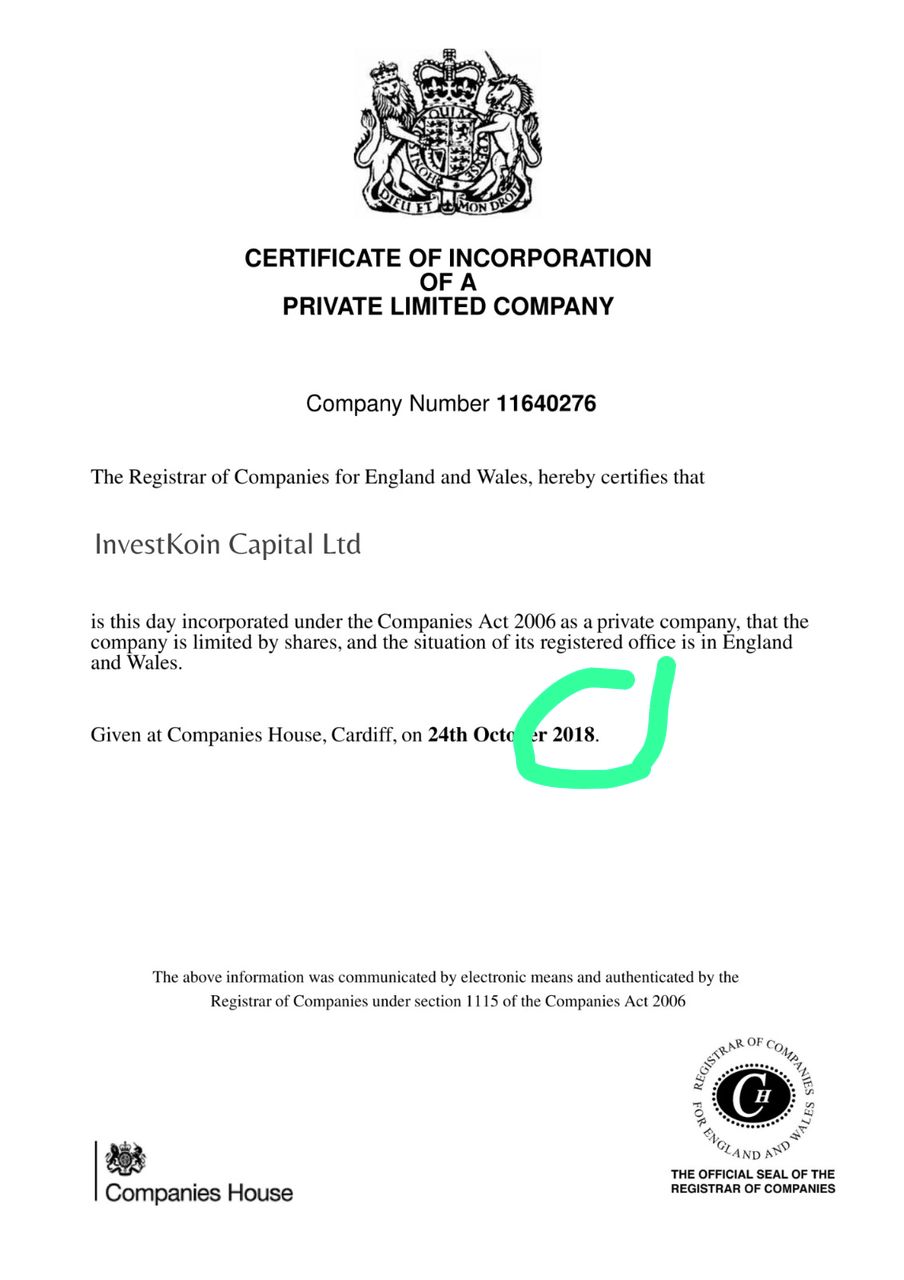 QUI MAL
HONI
PENSE
DIEU ET MON DROIT
CERTIFICATE OF INCORPORATION
OF A
PRIVATE LIMITED COMPANY
Company Number 11640276
The Registrar of Companies for England and Wales, hereby certifies that
InvestKoin Capital Ltd
is this day incorporated under the Companies Act 2006 as a private company, that the
company is limited by shares, and the situation of its registered office is in England
and Wales.
Given at Companies House, Cardiff, on 24th October 2018.
The above information was communicated by electronic means and authenticated by the
Registrar of Companies under section 1115 of the Companies Act 2006
REGISTRAR OF COMPANIES
FOR ENGLAND AND WALES
CH
THE OFFICIAL SEAL OF THE
REGISTRAR OF COMPANIES
Companies House